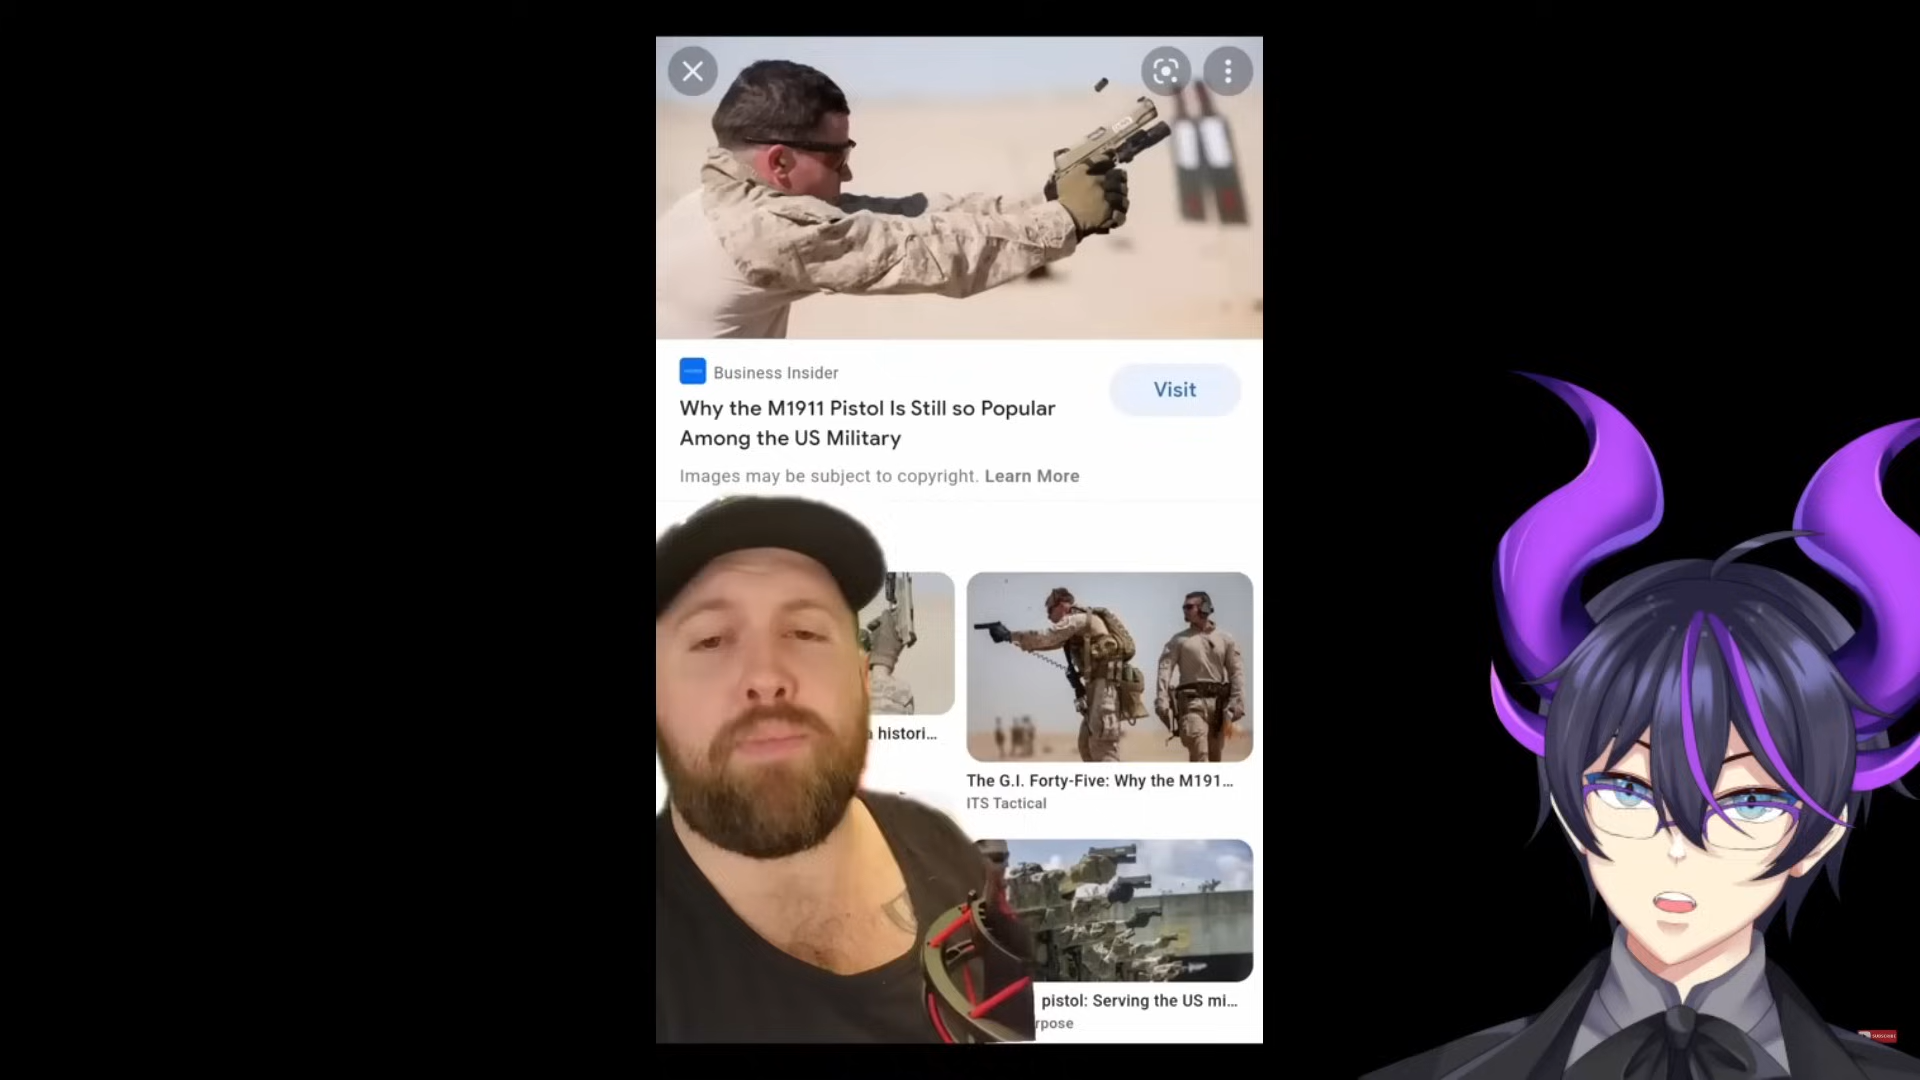 Business Insider
Visit
Why the M1911 Pistol Is Still so Popular
Among the US Military
Images may be subject to copyright. Learn More
histori...
The G.I. Forty-Five: Why the M191...
ITS Tactical
pistol: Serving the US mi...
rpose
SUBSCRIBE